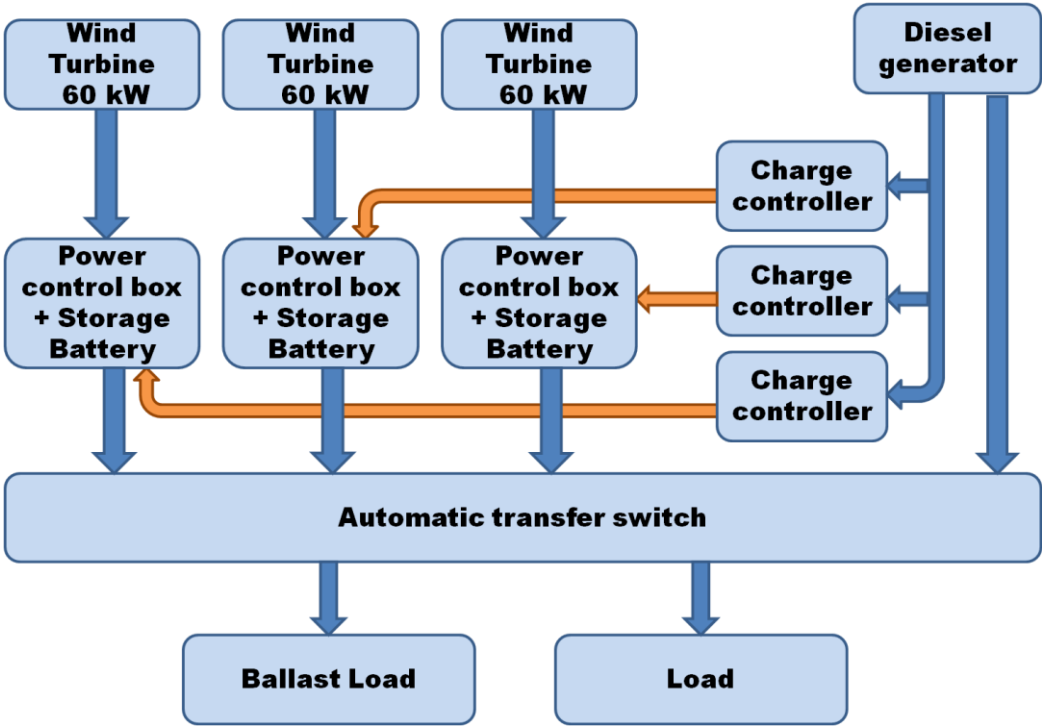 Wind
Turbine
60 kW
Wind
Turbine
60 kW
Wind
Turbine
60 kW
Diesel
generator
Charge
controller
Power
control box
+ Storage
Battery
Power
control box
+ Storage
Battery
Power
control box
+ Storage
Battery
Charge
controller
Charge
controller
Automatic transfer switch
Ballast Load
Load